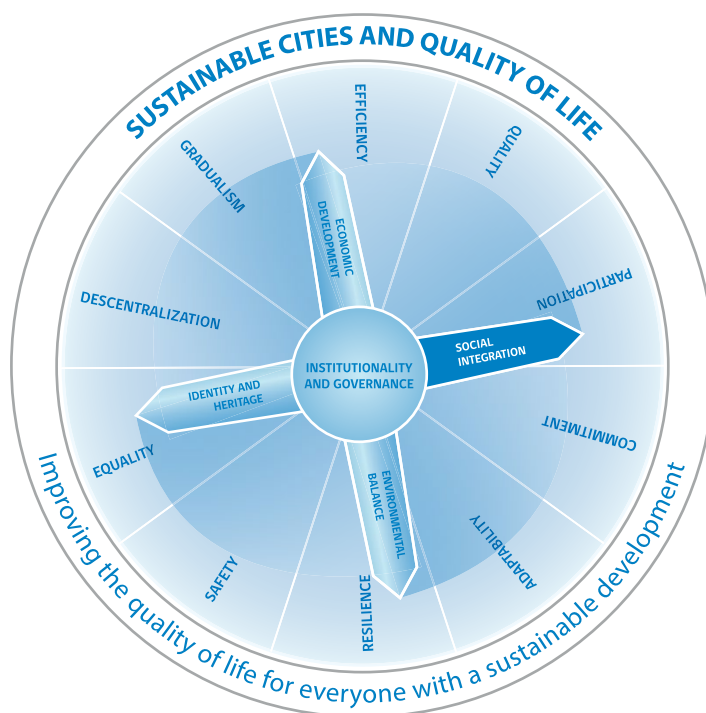 SUSTAINABLE CITIES AND QUALITY OF LIFE
EFFICIENCY
QUALITY
PARTICIPATION
COMMITMENT
ADAPTABILITY
RESILIENCE
SAFETY
EQUALITY
DESCENTRALIZATION
GRADUALISM
ECONOMIC
DEVELOPMENT
SOCIAL
INTEGRATION
INSTITUTIONALITY
AND GOVERNANCE
IDENTITY AND
HERITAGE
ENVIRONMENTAL
BALANCE
Improving the quality of life for everyone with a sustainable development